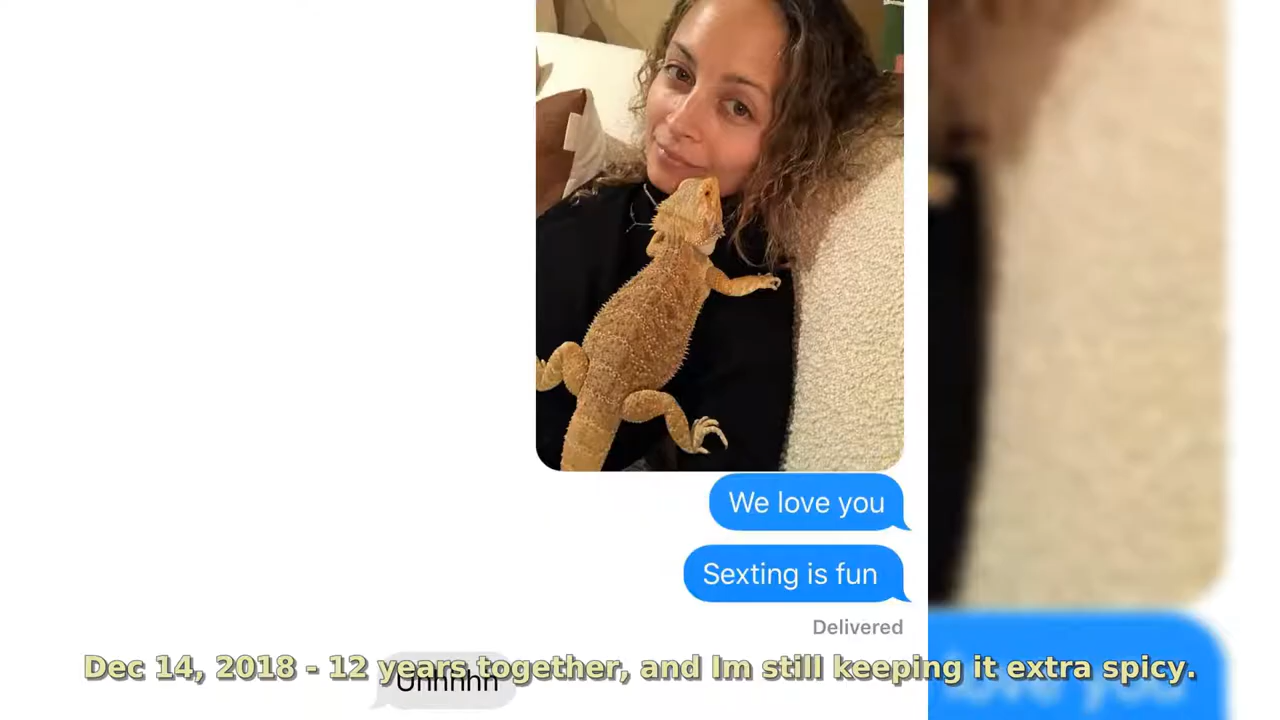 We love you
Sexting is fun
Delivered
Uhhhhh
Dec 14, 2018 - 12 years together, and Im still keeping it extra spicy.